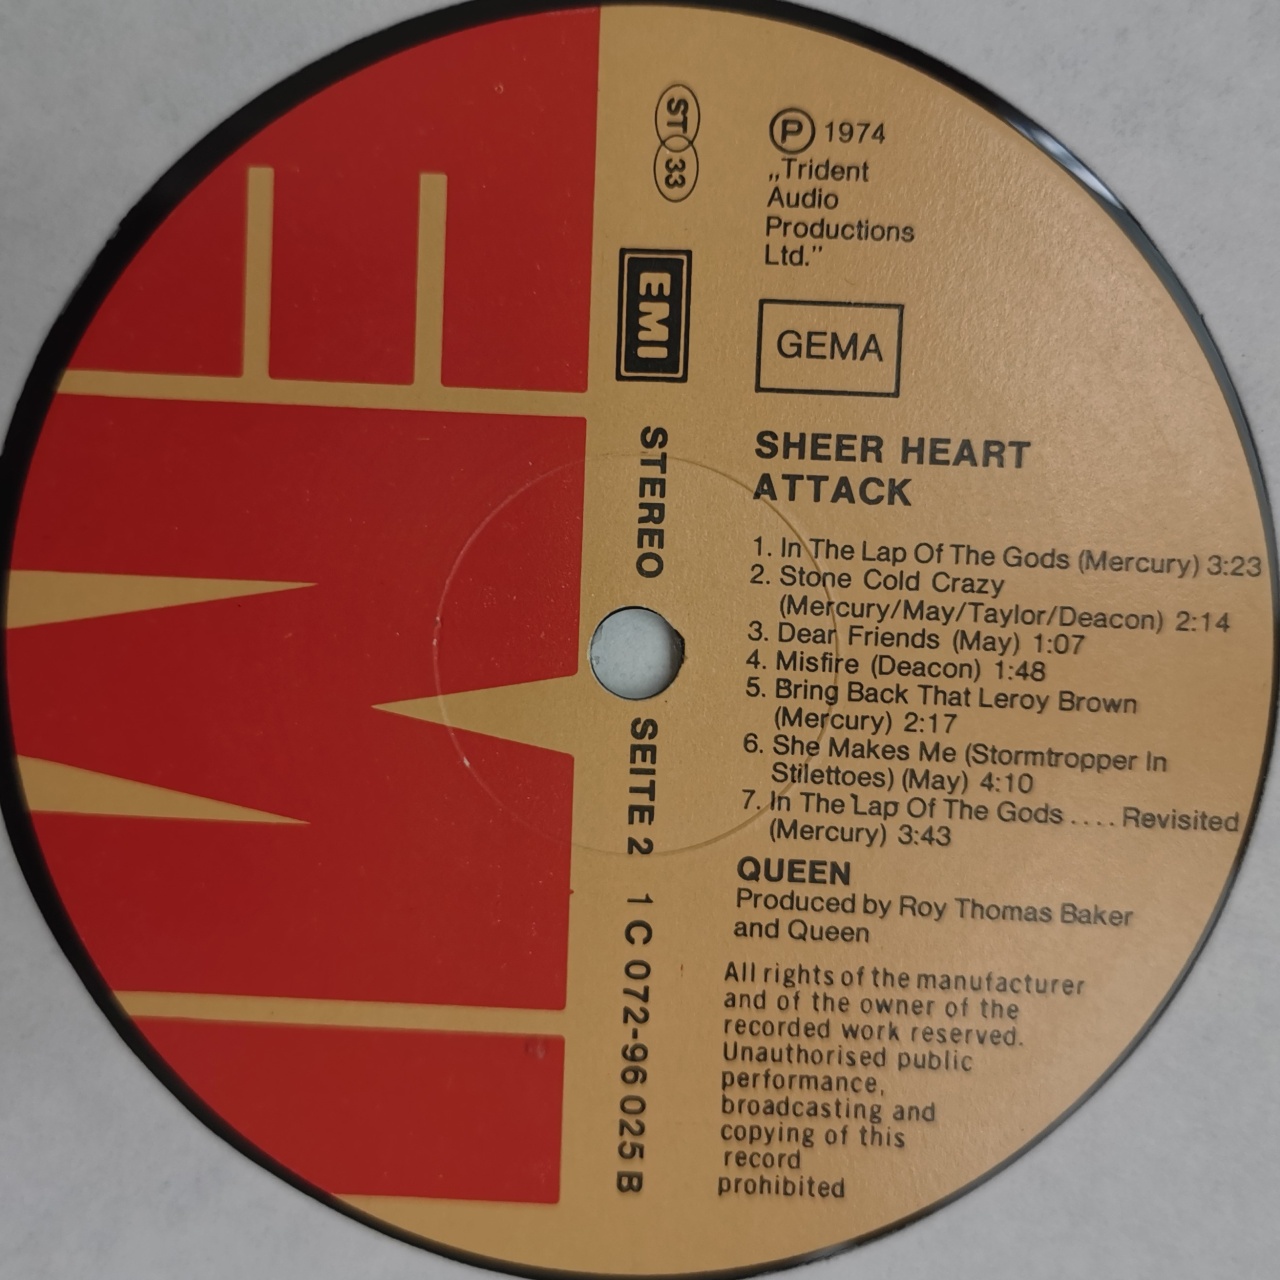 ST 33
EMI
STEREO
SEITE 2
1 C 072-96 025 B
Ⓟ 1974
„Trident
Audio
Productions
Ltd.”
GEMA
SHEER HEART
ATTACK
1. In The Lap Of The Gods (Mercury) 3:23
2. Stone Cold Crazy
(Mercury/May/Taylor/Deacon) 2:14
3. Dear Friends (May) 1:07
4. Misfire (Deacon) 1:48
5. Bring Back That Leroy Brown
(Mercury) 2:17
6. She Makes Me (Stormtropper In
Stilettoes) (May) 4:10
7. In The Lap Of The Gods .... Revisited
(Mercury) 3:43
QUEEN
Produced by Roy Thomas Baker
and Queen
All rights of the manufacturer
and of the owner of the
recorded work reserved.
Unauthorised public
performance,
broadcasting and
copying of this
record
prohibited
EMI